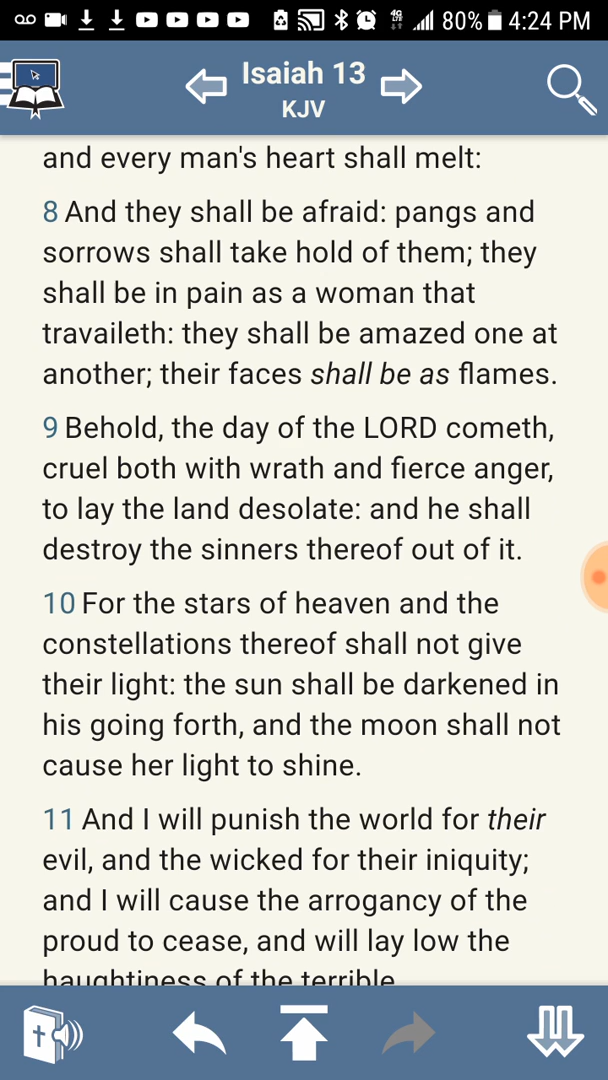 80% 4:24 PM
Isaiah 13
KJV
and every man's heart shall melt:
8 And they shall be afraid: pangs and
sorrows shall take hold of them; they
shall be in pain as a woman that
travaileth: they shall be amazed one at
another; their faces shall be as flames.
9 Behold, the day of the LORD cometh,
cruel both with wrath and fierce anger,
to lay the land desolate: and he shall
destroy the sinners thereof out of it.
10 For the stars of heaven and the
constellations thereof shall not give
their light: the sun shall be darkened in
his going forth, and the moon shall not
cause her light to shine.
11 And I will punish the world for their
evil, and the wicked for their iniquity;
and I will cause the arrogancy of the
proud to cease, and will lay low the
haughtiness of the terrible.